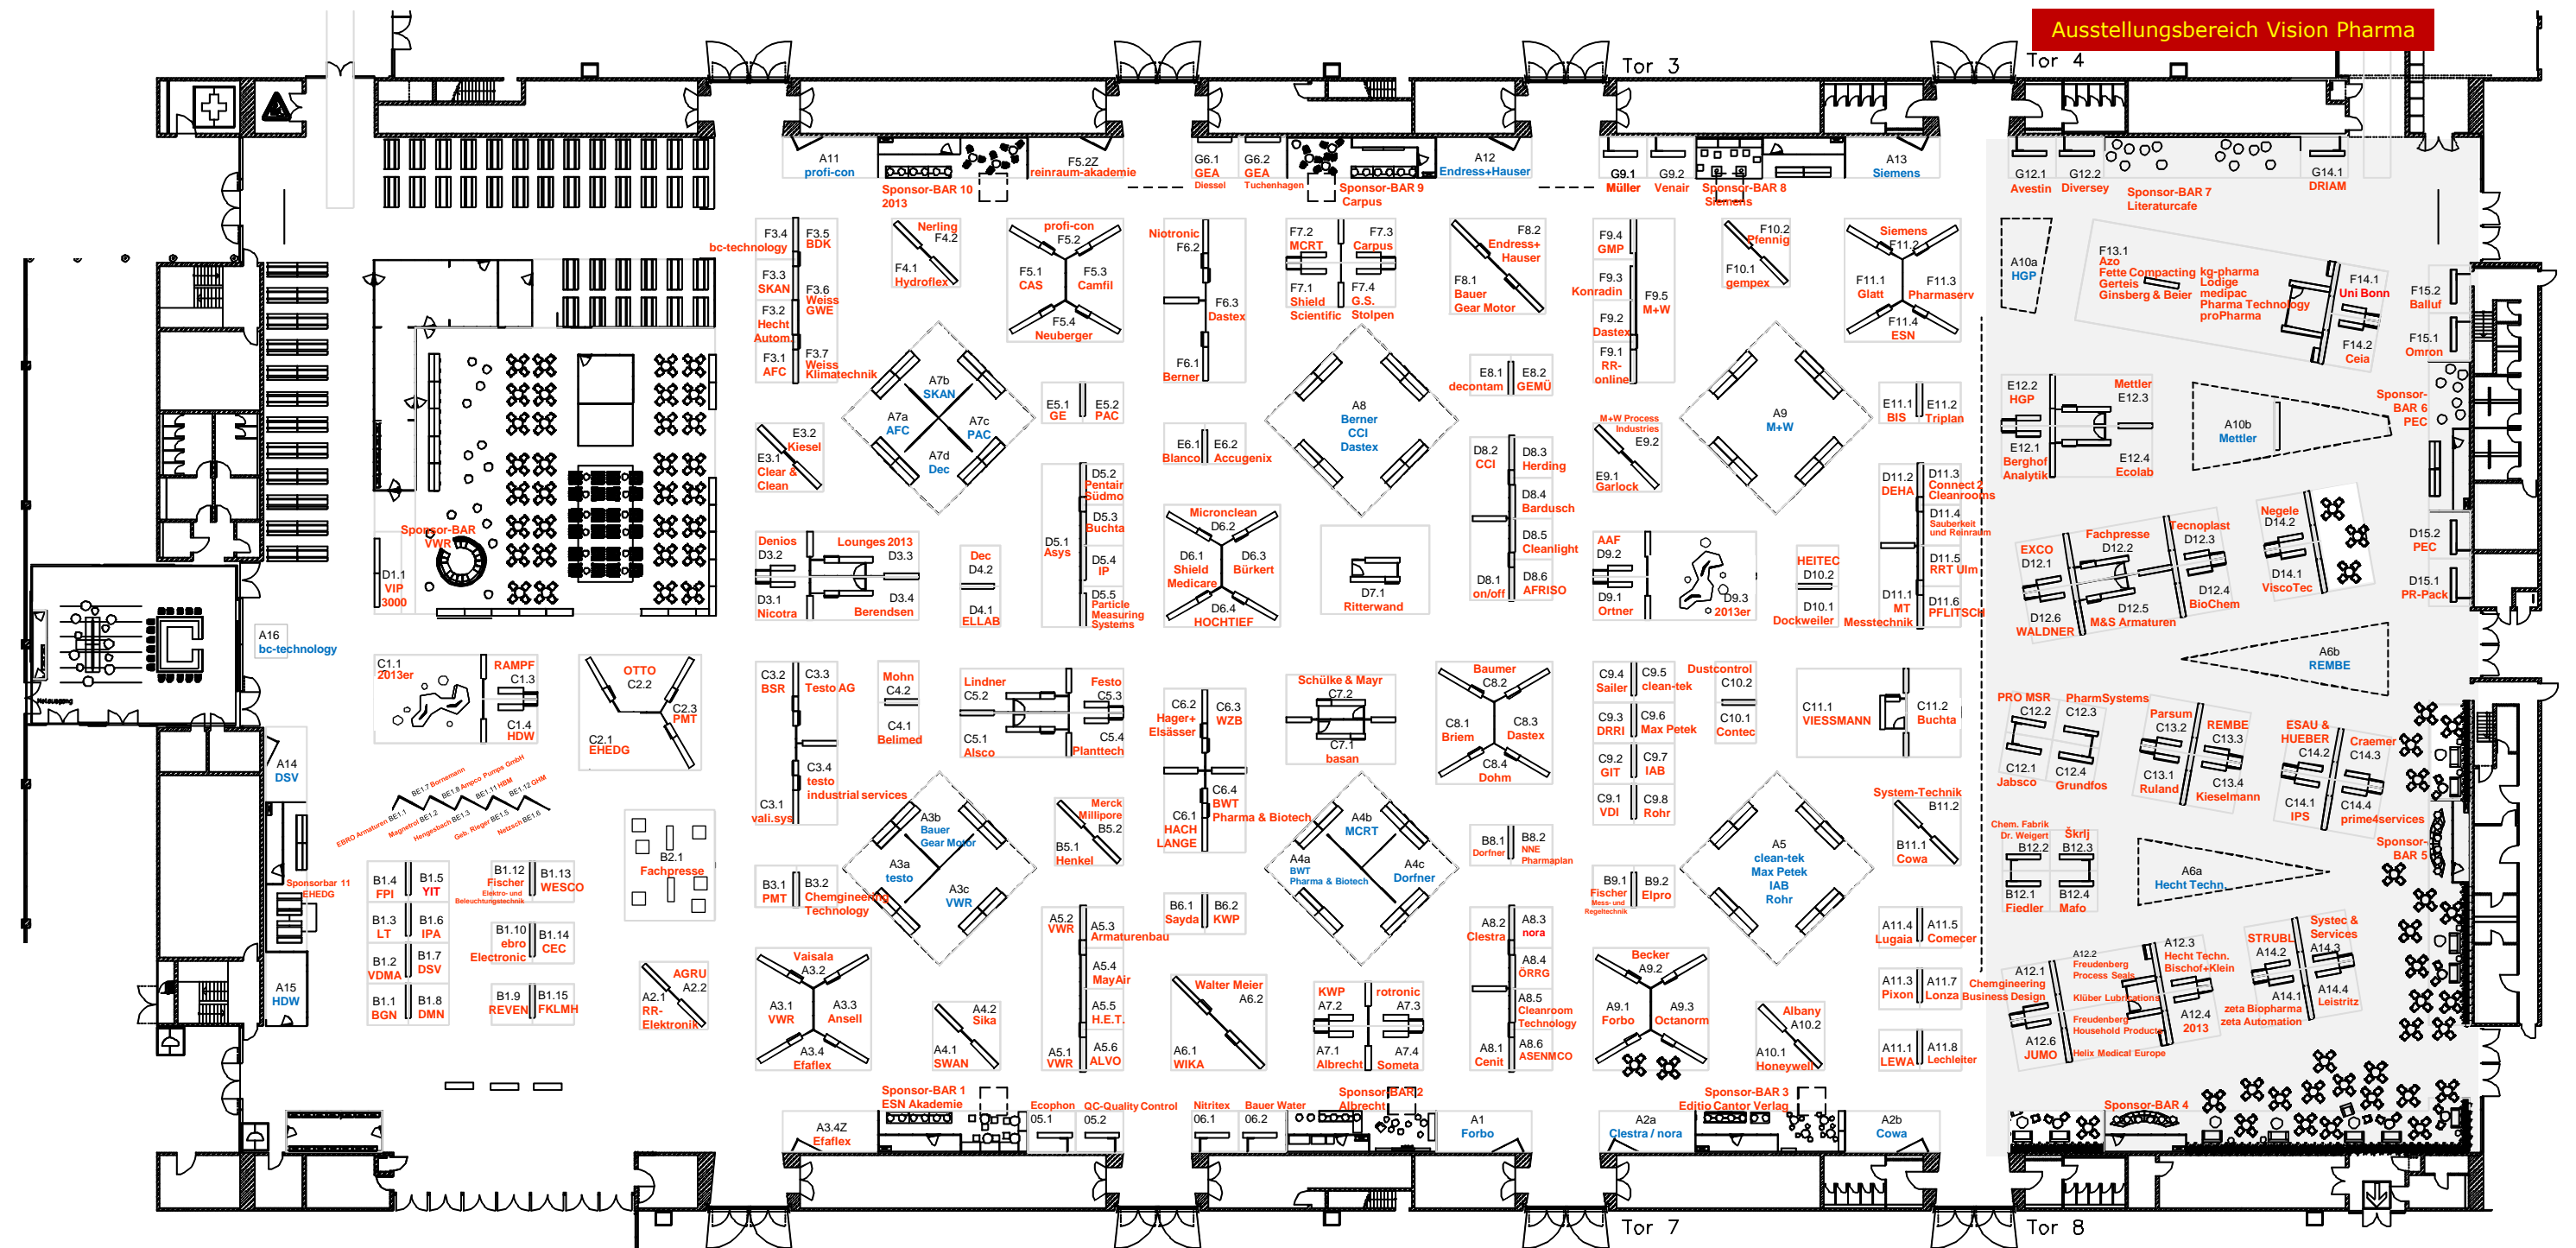 Ausstellungsbereich Vision Pharma
Tor 3
Tor 4
A11
profi-con
Sponsor-BAR 10
2013
F5.2Z
reinraum-akademie
G6.1
GEA
Diessel
G6.2
GEA
Tuchenhagen
Sponsor-BAR 9
Carpus
A12
Endress+Hauser
G9.1
Müller
G9.2
Venair
Sponsor-BAR 8
Siemens
A13
Siemens
G12.1
Avestin
G12.2
Diversey
Sponsor-BAR 7
Literaturcafe
G14.1
DRIAM
F3.4
bc-technology
F3.5
BDK
F3.3
SKAN
F3.6
Weiss
GWE
F3.2
Hecht
Autom.
F3.1
AFC
F3.7
Weiss
Klimatechnik
Nerling
F4.2
F4.1
Hydroflex
profi-con
F5.2
F5.1
CAS
F5.3
Camfil
F5.4
Neuberger
Niotronic
F6.2
F6.3
Dastex
F6.1
Berner
F7.2
MCRT
F7.3
Carpus
F7.1
Shield
Scientific
F7.4
G.S.
Stolpen
F8.2
Endress+
Hauser
F8.1
Bauer
Gear Motor
F9.4
GMP
F9.3
Konradin
F9.5
M+W
F9.2
Dastex
F9.1
RR-
online
F10.2
Pfennig
F10.1
gempex
Siemens
F11.2
F11.1
Glatt
F11.3
Pharmaserv
F11.4
ESN
A10a
HGP
F13.1
Azo
Fette Compacting
Gerteis
Ginsberg & Beier
kg-pharma
Lödige
medipac
Pharma Technology
proPharma
F14.1
Uni Bonn
F14.2
Ceia
F15.2
Balluf
F15.1
Omron
A7b
SKAN
A7a
AFC
A7c
PAC
A7d
Dec
E5.1
GE
E5.2
PAC
E3.2
Kiesel
E3.1
Clear &
Clean
E6.1
Blanco
E6.2
Accugenix
A8
Berner
CCI
Dastex
E8.1
decontam
E8.2
GEMÜ
M+W Process
Industries
E9.2
E9.1
Garlock
A9
M+W
E11.1
BIS
E11.2
Triplan
E12.2
HGP
Mettler
E12.3
E12.1
Berghof
Analytik
E12.4
Ecolab
A10b
Mettler
Sponsor-
BAR 6
PEC
Sponsor-BAR
VWR
D1.1
VIP
3000
Denios
D3.2
Lounges 2013
D3.3
D3.1
Nicotra
D3.4
Berendsen
Dec
D4.2
D4.1
ELLAB
D5.2
Pentair
Südmo
D5.3
Buchta
D5.1
Asys
D5.4
IP
D5.5
Particle
Measuring
Systems
Micronclean
D6.2
D6.1
Shield
Medicare
D6.3
Bürkert
D6.4
HOCHTIEF
D7.1
Ritterwand
D8.2
CCI
D8.3
Herding
D8.4
Bardusch
D8.5
Cleanlight
D8.1
on/off
D8.6
AFRISO
AAF
D9.2
D9.1
Ortner
D9.3
2013er
HEITEC
D10.2
D10.1
Dockweiler
D11.2
DEHA
D11.3
Connect 2
Cleanrooms
D11.4
Sauberkeit
und Reinraum
D11.5
RRT Ulm
D11.1
MT
Messtechnik
D11.6
PFLITSCH
EXCO
D12.1
Fachpresse
D12.2
Tecnoplast
D12.3
D12.4
BioChem
D12.5
M&S Armaturen
D12.6
WALDNER
Negele
D14.2
D14.1
ViscoTec
D15.2
PEC
D15.1
PR-Pack
A16
bc-technology
C1.1
2013er
RAMPF
C1.3
C1.4
HDW
OTTO
C2.2
C2.3
PMT
C2.1
EHEDG
C3.2
BSR
C3.3
Testo AG
C3.4
testo
industrial services
C3.1
vali.sys
Mohn
C4.2
C4.1
Belimed
Lindner
C5.2
Festo
C5.3
C5.1
Alsco
C5.4
Planttech
C6.2
Hager+
Elsässer
C6.3
WZB
C6.4
BWT
Pharma & Biotech
C6.1
HACH
LANGE
Schülke & Mayr
C7.2
C7.1
basan
Baumer
C8.2
C8.1
Briem
C8.3
Dastex
C8.4
Dohm
C9.4
Sailer
C9.5
clean-tek
C9.3
DRRI
C9.6
Max Petek
C9.2
GIT
C9.7
IAB
C9.1
VDI
C9.8
Rohr
Dustcontrol
C10.2
C10.1
Contec
C11.1
VIESSMANN
C11.2
Buchta
A6b
REMBE
PRO MSR
C12.2
PharmSystems
C12.3
C12.1
Jabsco
C12.4
Grundfos
Parsum
C13.2
REMBE
C13.3
C13.1
Ruland
C13.4
Kieselmann
ESAU &
HUEBER
C14.2
Craemer
C14.3
C14.1
IPS
C14.4
prime4services
A14
DSV
BE1.7 Bornemann
BE1.8 Ampco Pumps GmbH
BE1.11 HBM
BE1.12 GHM
EBRO Armaturen BE1.1
Magnetrol BE1.2
Hengesbach BE1.3
Geb. Rieger BE1.5
Netzsch BE1.6
Sponsorbar 11
EHEDG
B1.4
FPI
B1.5
YIT
B1.3
LT
B1.6
IPA
B1.2
VDMA
B1.7
DSV
B1.1
BGN
B1.8
DMN
B1.12
Fischer
Elektro- und
Beleuchtungstechnik
B1.13
WESCO
B1.10
ebro
Electronic
B1.14
CEC
B1.9
REVEN
B1.15
FKLMH
B2.1
Fachpresse
A15
HDW
A3b
Bauer
Gear Motor
A3a
testo
A3c
VWR
B3.1
PMT
B3.2
Chemgineering
Technology
Merck
Millipore
B5.2
B5.1
Henkel
B6.1
Sayda
B6.2
KWP
A4b
MCRT
A4a
BWT
Pharma & Biotech
A4c
Dorfner
B8.1
Dorfner
B8.2
NNE
Pharmaplan
B9.1
Fischer
Mess- und
Regeltechnik
B9.2
Elpro
A5
clean-tek
Max Petek
IAB
Rohr
System-Technik
B11.2
B11.1
Cowa
Chem. Fabrik
Dr. Weigert
B12.2
Škrlj
B12.3
B12.1
Fiedler
B12.4
Mafo
A6a
Hecht Techn.
Sponsor-
BAR 5
AGRU
A2.2
A2.1
RR-
Elektronik
Vaisala
A3.2
A3.1
VWR
A3.3
Ansell
A3.4
Efaflex
A4.2
Sika
A4.1
SWAN
A5.2
VWR
A5.3
Armaturenbau
A5.4
MayAir
A5.5
H.E.T.
A5.1
VWR
A5.6
ALVO
Walter Meier
A6.2
A6.1
WIKA
KWP
A7.2
rotronic
A7.3
A7.1
Albrecht
A7.4
Someta
A8.2
Clestra
A8.3
nora
A8.4
ÖRRG
A8.5
Cleanroom
Technology
A8.1
Cenit
A8.6
ASENMCO
Becker
A9.2
A9.1
Forbo
A9.3
Octanorm
Albany
A10.2
A10.1
Honeywell
A11.4
Lugaia
A11.5
Comecer
A11.3
Pixon
A11.7
Lonza
A11.1
LEWA
A11.8
Lechleiter
A12.1
Chemgineering
Business Design
A12.2
Freudenberg
Process Seals
Klüber Lubrications
Freudenberg
Household Products
Helix Medical Europe
A12.3
Hecht Techn.
Bischof+Klein
A12.4
2013
A12.6
JUMO
STRUBL
A14.2
Systec &
Services
A14.3
A14.1
zeta Biopharma
zeta Automation
A14.4
Leistritz
Sponsor-BAR 1
ESN Akademie
A3.4Z
Efaflex
Ecophon
05.1
QC-Quality Control
05.2
Nitritex
06.1
Bauer Water
06.2
Sponsor-BAR 2
Albrecht
A1
Forbo
A2a
Clestra / nora
Sponsor-BAR 3
Editio Cantor Verlag
A2b
Cowa
Sponsor-BAR 4
Tor 7
Tor 8